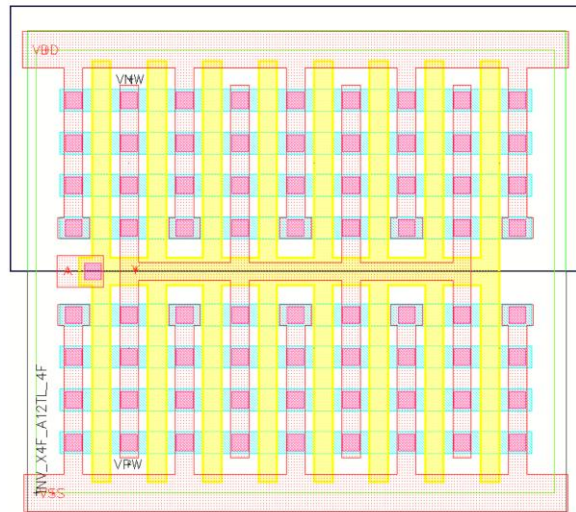 VDD
VNW
A
Y
VPW
VSS
INV_X4F_A12TL_4F